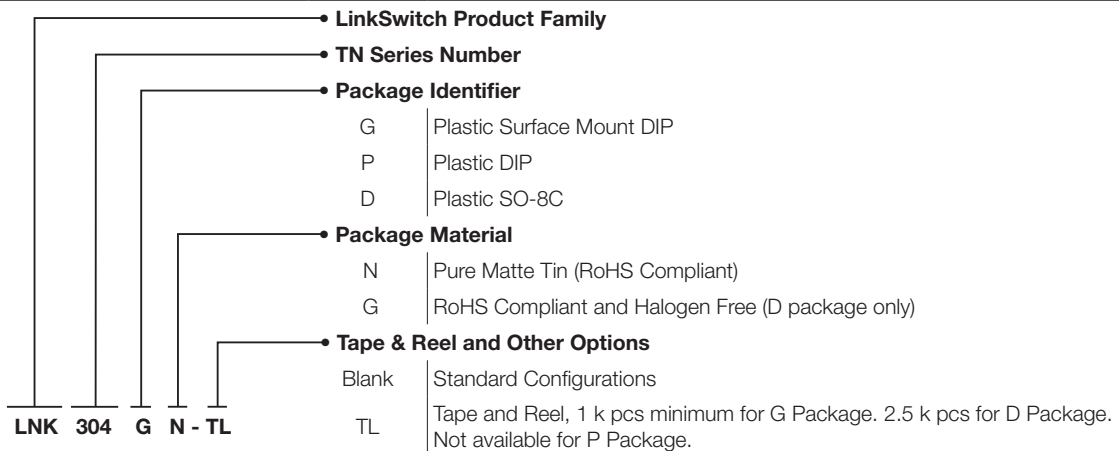 • LinkSwitch Product Family
• TN Series Number
• Package Identifier
G Plastic Surface Mount DIP
P Plastic DIP
D Plastic SO-8C
• Package Material
N Pure Matte Tin (RoHS Compliant)
G RoHS Compliant and Halogen Free (D package only)
• Tape & Reel and Other Options
Blank Standard Configurations
TL Tape and Reel, 1 k pcs minimum for G Package. 2.5 k pcs for D Package.
Not available for P Package.
LNK 304 G N - TL